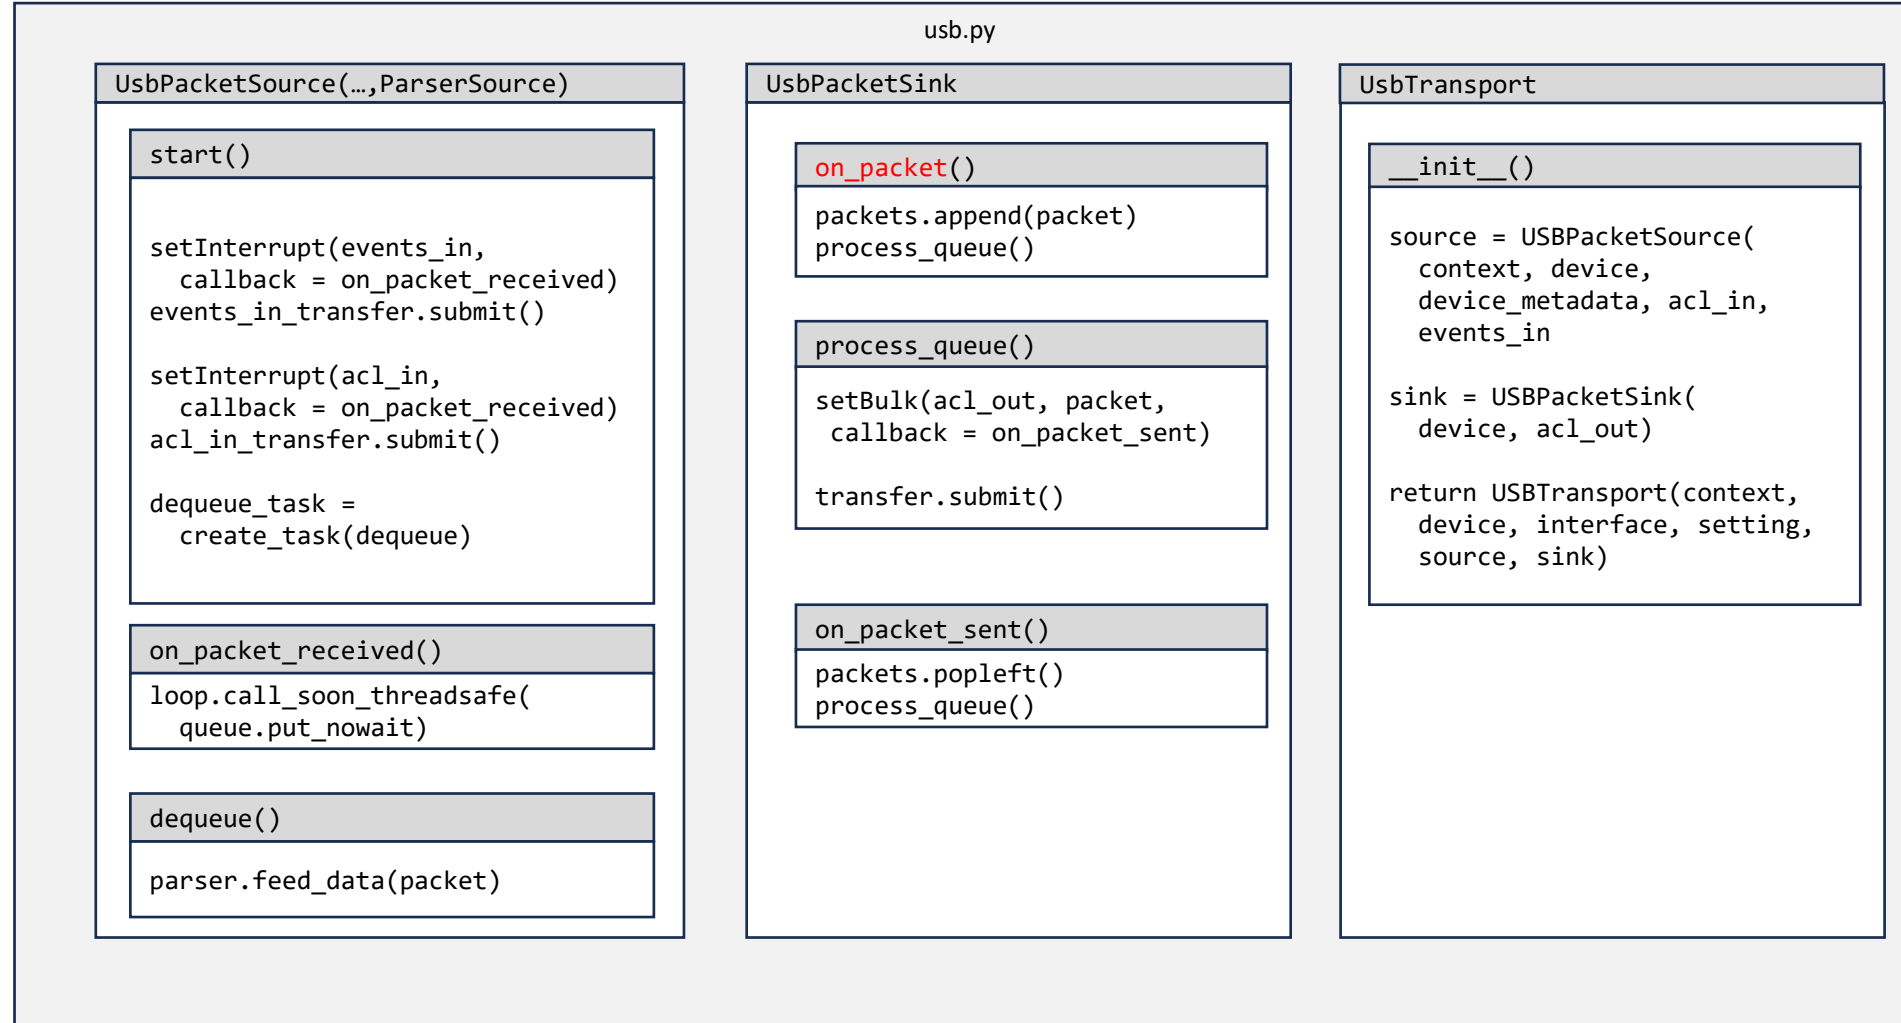 usb.py
UsbPacketSource(…,ParserSource)
start()
setInterrupt(events_in,
callback = on_packet_received)
events_in_transfer.submit()
setInterrupt(acl_in,
callback = on_packet_received)
acl_in_transfer.submit()
dequeue_task =
create_task(dequeue)
on_packet_received()
loop.call_soon_threadsafe(
queue.put_nowait)
dequeue()
parser.feed_data(packet)
UsbPacketSink
on_packet()
packets.append(packet)
process_queue()
process_queue()
setBulk(acl_out, packet,
callback = on_packet_sent)
transfer.submit()
on_packet_sent()
packets.popleft()
process_queue()
UsbTransport
__init__()
source = USBPacketSource(
context, device,
device_metadata, acl_in,
events_in
sink = USBPacketSink(
device, acl_out)
return USBTransport(context,
device, interface, setting,
source, sink)